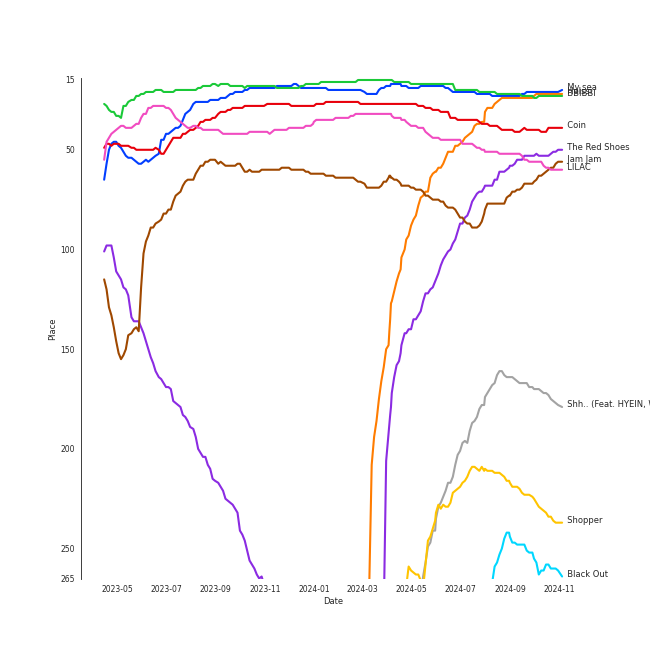 15
50
100
150
200
250
265
Place
2023-05
2023-07
2023-09
2023-11
2024-01
2024-03
2024-05
2024-07
2024-09
2024-11
Date
My sea
Coin
The Red Shoes
Jam Jam
LILAC
Shh.. (Feat. HYEIN,
Shopper
Black Out